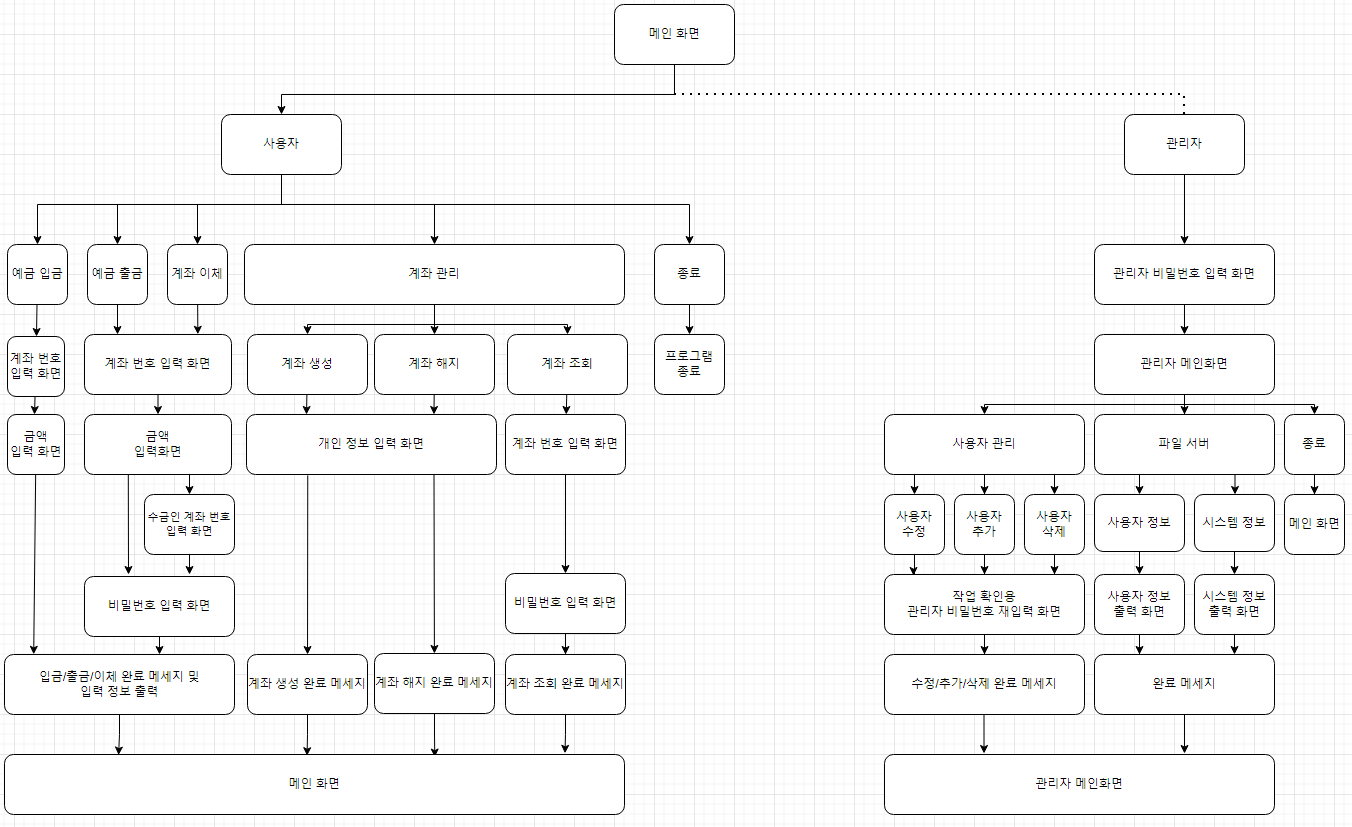 메인 화면
사용자
관리자
예금 입금
예금 출금
계좌 이체
계좌 관리
종료
관리자 비밀번호 입력 화면
계좌 번호
입력 화면
계좌 번호 입력 화면
계좌 생성
계좌 해지
계좌 조회
프로그램
종료
관리자 메인화면
금액
입력 화면
금액
입력화면
개인 정보 입력 화면
계좌 번호 입력 화면
사용자 관리
파일 서버
종료
수금인 계좌 번호
입력 화면
사용자
수정
사용자
추가
사용자
삭제
사용자 정보
시스템 정보
메인 화면
비밀번호 입력 화면
비밀번호 입력 화면
작업 확인용
관리자 비밀번호 재입력 화면
사용자 정보
출력 화면
시스템 정보
출력 화면
입금/출금/이체 완료 메세지 및
입력 정보 출력
계좌 생성 완료 메세지
계좌 해지 완료 메세지
계좌 조회 완료 메세지
수정/추가/삭제 완료 메세지
완료 메세지
메인 화면
관리자 메인화면